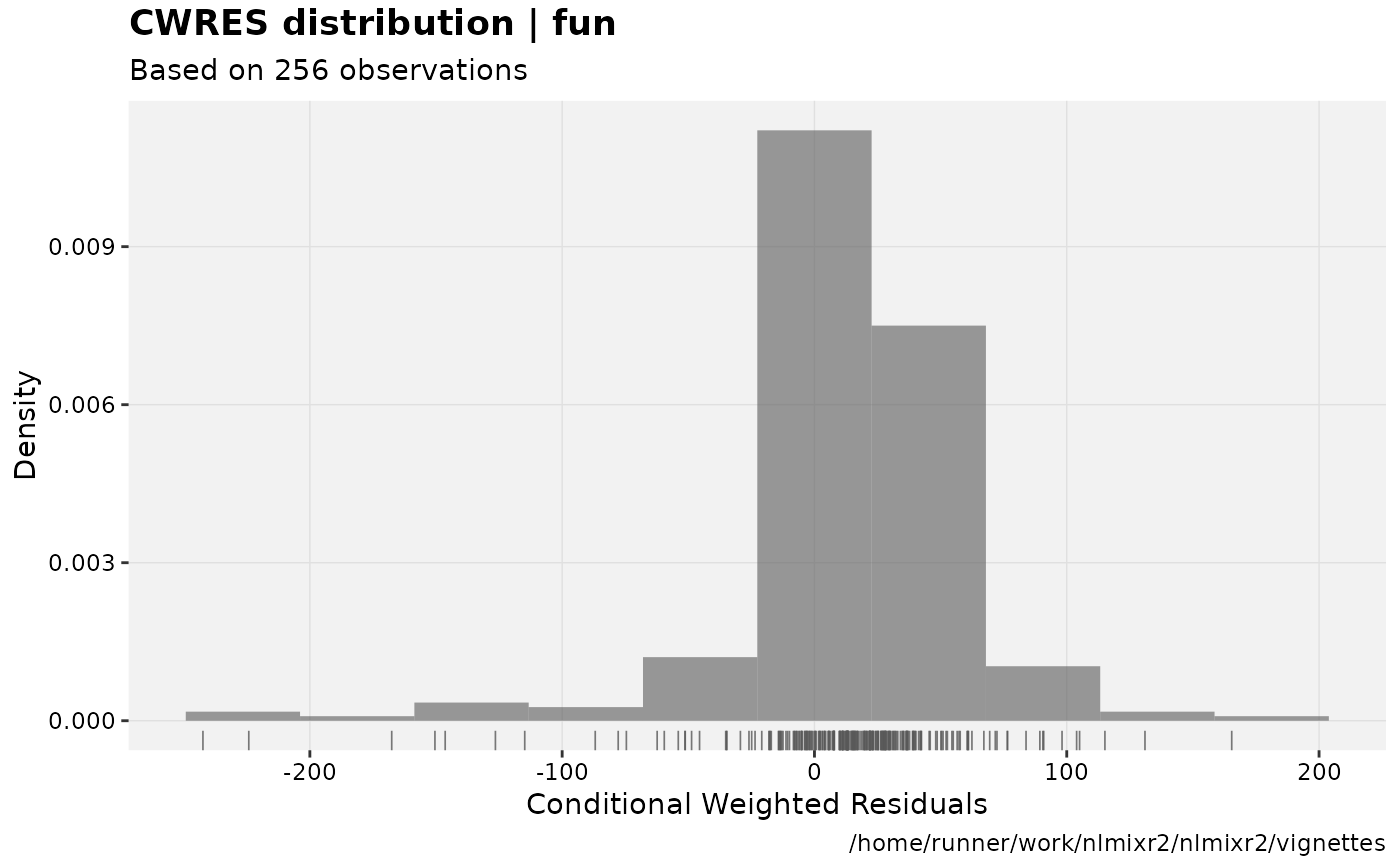 CWRES distribution | fun
Based on 256 observations
Density
0.009
0.006
0.003
0.000
-200
-100
0
100
200
Conditional Weighted Residuals
/home/runner/work/nlmixr2/nlmixr2/vignettes